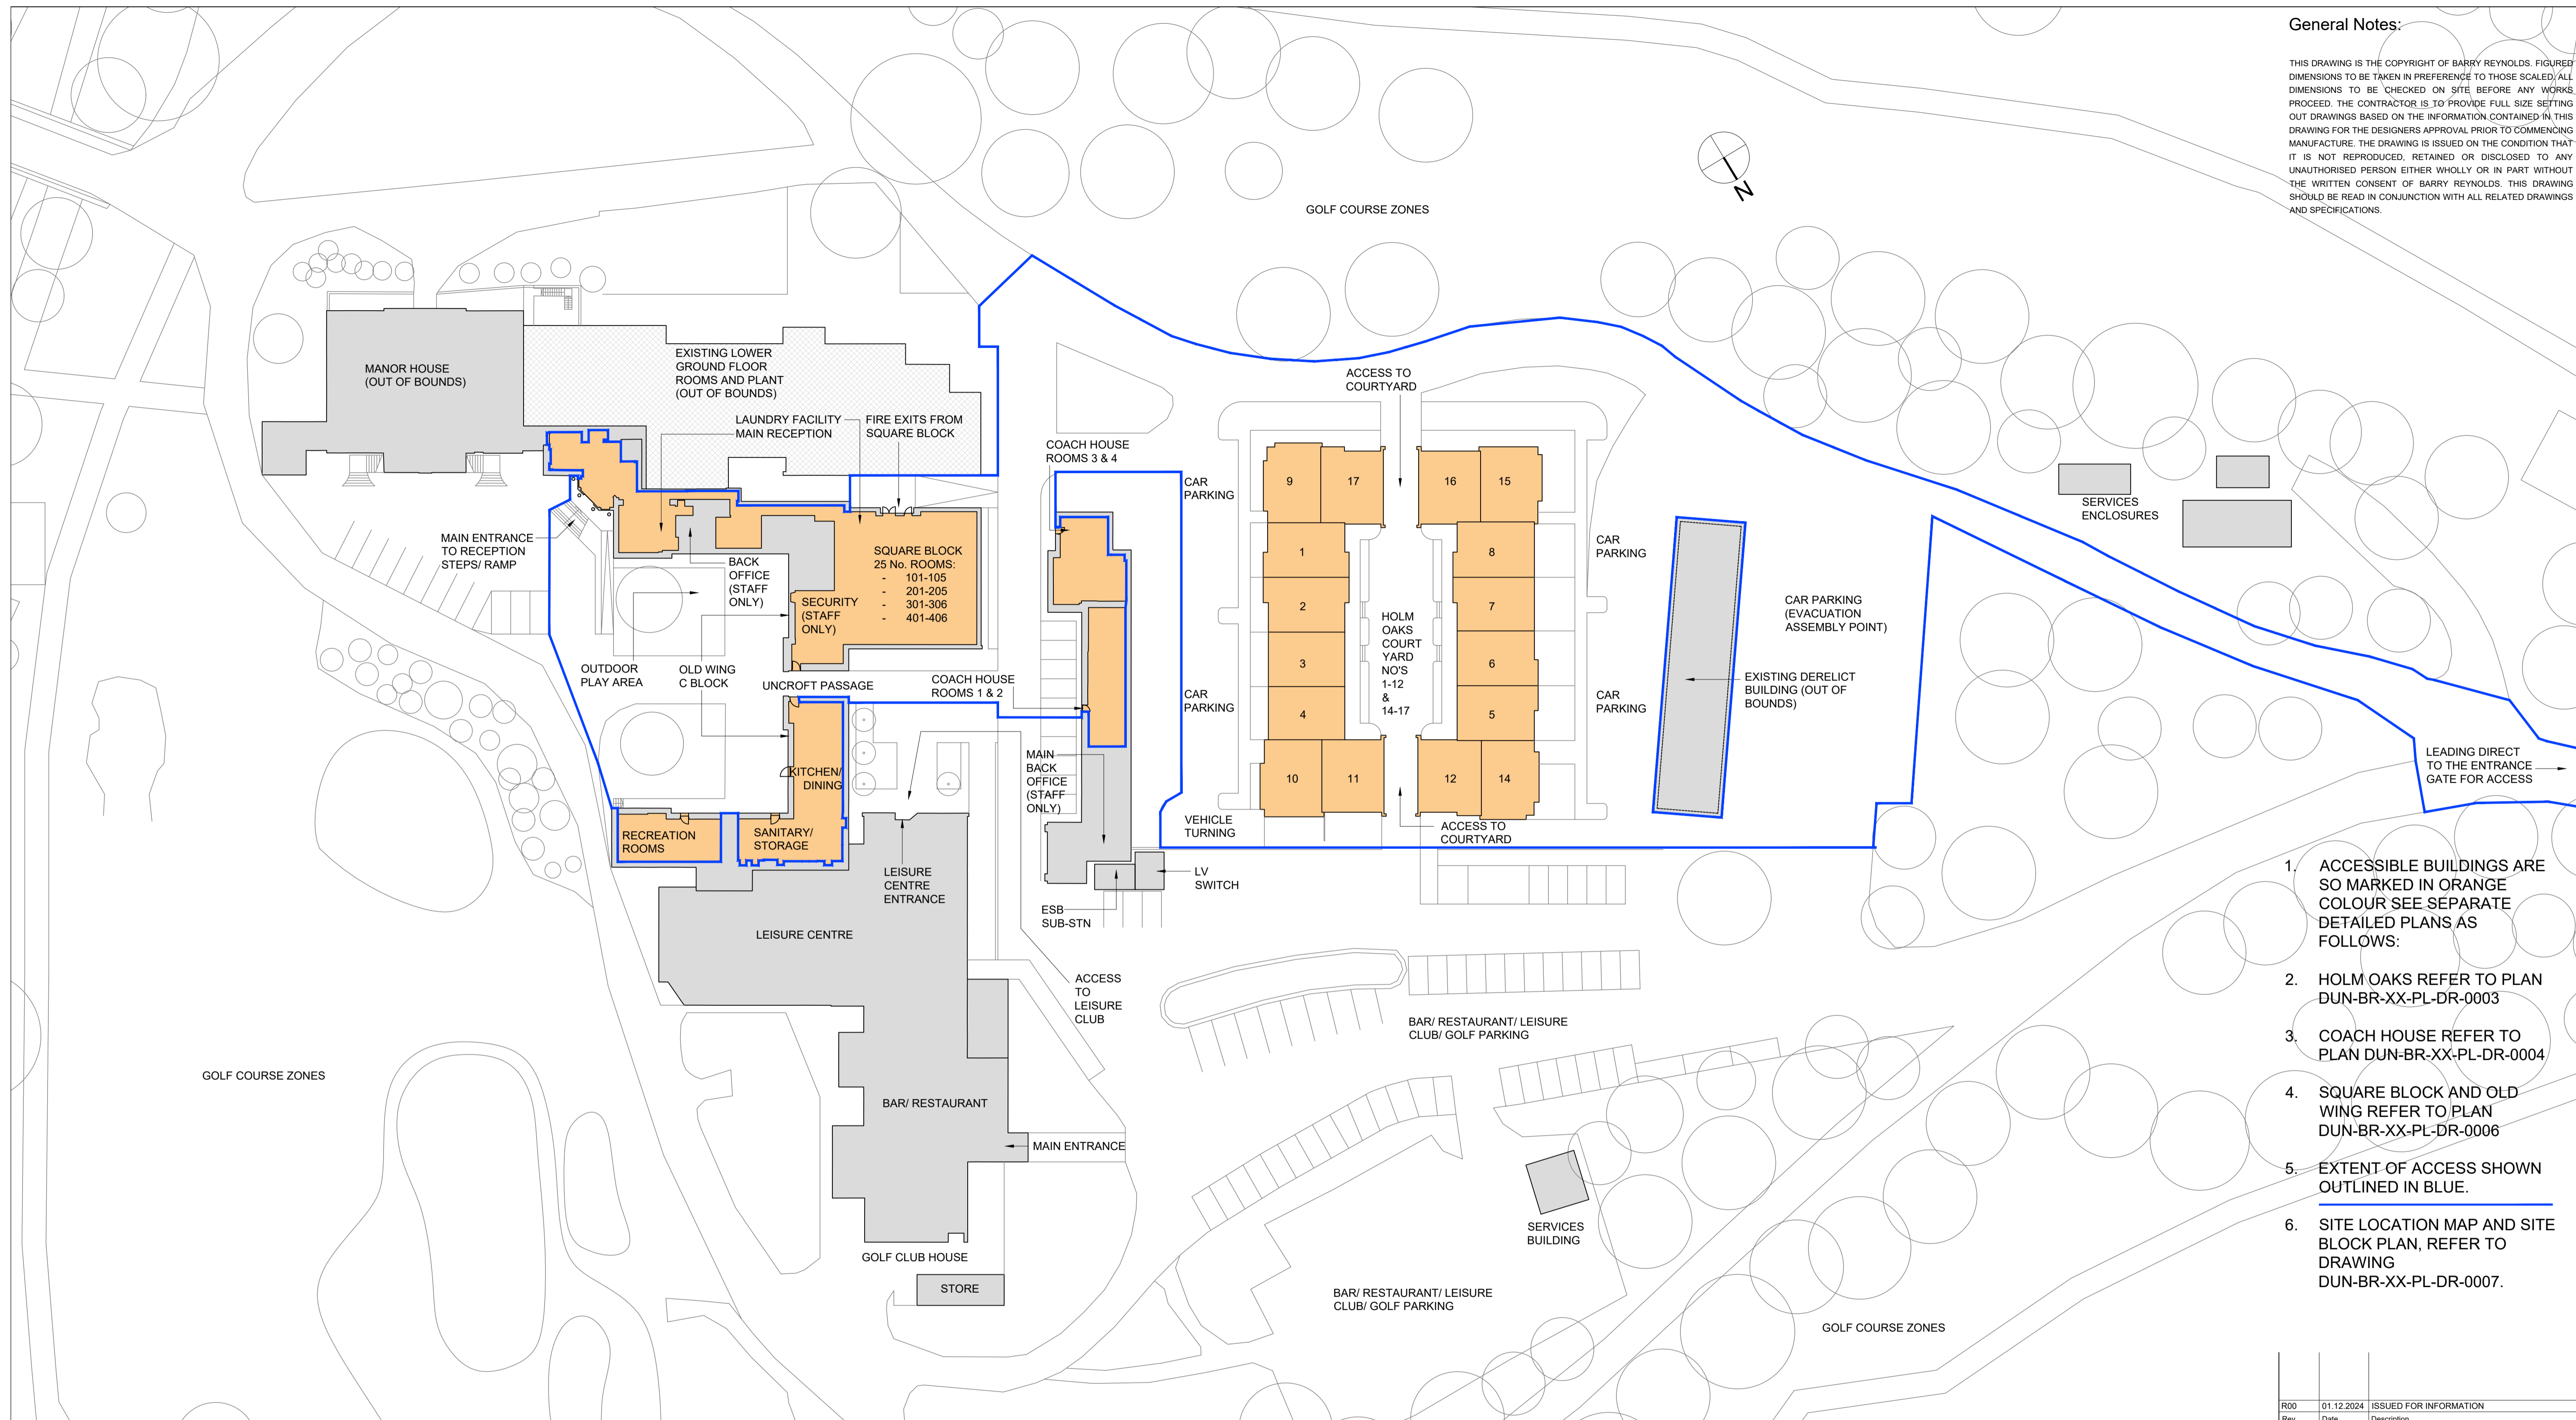 General Notes:
THIS DRAWING IS THE COPYRIGHT OF BARRY REYNOLDS. FIGURED
DIMENSIONS TO BE TAKEN IN PREFERENCE TO THOSE SCALED. ALL
DIMENSIONS TO BE CHECKED ON SITE BEFORE ANY WORKS
PROCEED. THE CONTRACTOR IS TO PROVIDE FULL SIZE SETTING
OUT DRAWINGS BASED ON THE INFORMATION CONTAINED IN THIS
DRAWING FOR THE DESIGNERS APPROVAL PRIOR TO COMMENCING
MANUFACTURE. THE DRAWING IS ISSUED ON THE CONDITION THAT
IT IS NOT REPRODUCED, RETAINED OR DISCLOSED TO ANY
UNAUTHORISED PERSON EITHER WHOLLY OR IN PART WITHOUT
THE WRITTEN CONSENT OF BARRY REYNOLDS. THIS DRAWING
SHOULD BE READ IN CONJUNCTION WITH ALL RELATED DRAWINGS
AND SPECIFICATIONS.
N
GOLF COURSE ZONES
MANOR HOUSE
(OUT OF BOUNDS)
EXISTING LOWER
GROUND FLOOR
ROOMS AND PLANT
(OUT OF BOUNDS)
LAUNDRY FACILITY
MAIN RECEPTION
FIRE EXITS FROM
SQUARE BLOCK
COACH HOUSE
ROOMS 3 & 4
ACCESS TO
COURTYARD
CAR
PARKING
9
17
16
15
SERVICES
ENCLOSURES
MAIN ENTRANCE
TO RECEPTION
STEPS/ RAMP
BACK
OFFICE
(STAFF
ONLY)
SQUARE BLOCK
25 No. ROOMS:
- 101-105
- 201-205
- 301-306
- 401-406
SECURITY
(STAFF
ONLY)
1
8
CAR
PARKING
2
7
HOLM
OAKS
COURT
YARD
NO'S
1-12
&
14-17
CAR PARKING
(EVACUATION
ASSEMBLY POINT)
OUTDOOR
PLAY AREA
OLD WING
C BLOCK
UNCROFT PASSAGE
COACH HOUSE
ROOMS 1 & 2
CAR
PARKING
3
6
CAR
PARKING
EXISTING DERELICT
BUILDING (OUT OF
BOUNDS)
4
5
KITCHEN/
DINING
MAIN
BACK
OFFICE
(STAFF
ONLY)
10
11
12
14
LEADING DIRECT
TO THE ENTRANCE
GATE FOR ACCESS
RECREATION
ROOMS
SANITARY/
STORAGE
VEHICLE
TURNING
ACCESS TO
COURTYARD
LEISURE
CENTRE
ENTRANCE
LV
SWITCH
ESB
SUB-STN
LEISURE CENTRE
ACCESS
TO
LEISURE
CLUB
BAR/ RESTAURANT/ LEISURE
CLUB/ GOLF PARKING
GOLF COURSE ZONES
BAR/ RESTAURANT
MAIN ENTRANCE
SERVICES
BUILDING
GOLF CLUB HOUSE
STORE
BAR/ RESTAURANT/ LEISURE
CLUB/ GOLF PARKING
GOLF COURSE ZONES
1. ACCESSIBLE BUILDINGS ARE
SO MARKED IN ORANGE
COLOUR SEE SEPARATE
DETAILED PLANS AS
FOLLOWS:
2. HOLM OAKS REFER TO PLAN
DUN-BR-XX-PL-DR-0003
3. COACH HOUSE REFER TO
PLAN DUN-BR-XX-PL-DR-0004
4. SQUARE BLOCK AND OLD
WING REFER TO PLAN
DUN-BR-XX-PL-DR-0006
5. EXTENT OF ACCESS SHOWN
OUTLINED IN BLUE.
6. SITE LOCATION MAP AND SITE
BLOCK PLAN, REFER TO
DRAWING
DUN-BR-XX-PL-DR-0007.
R00 01.12.2024 ISSUED FOR INFORMATION
Rev Date Description